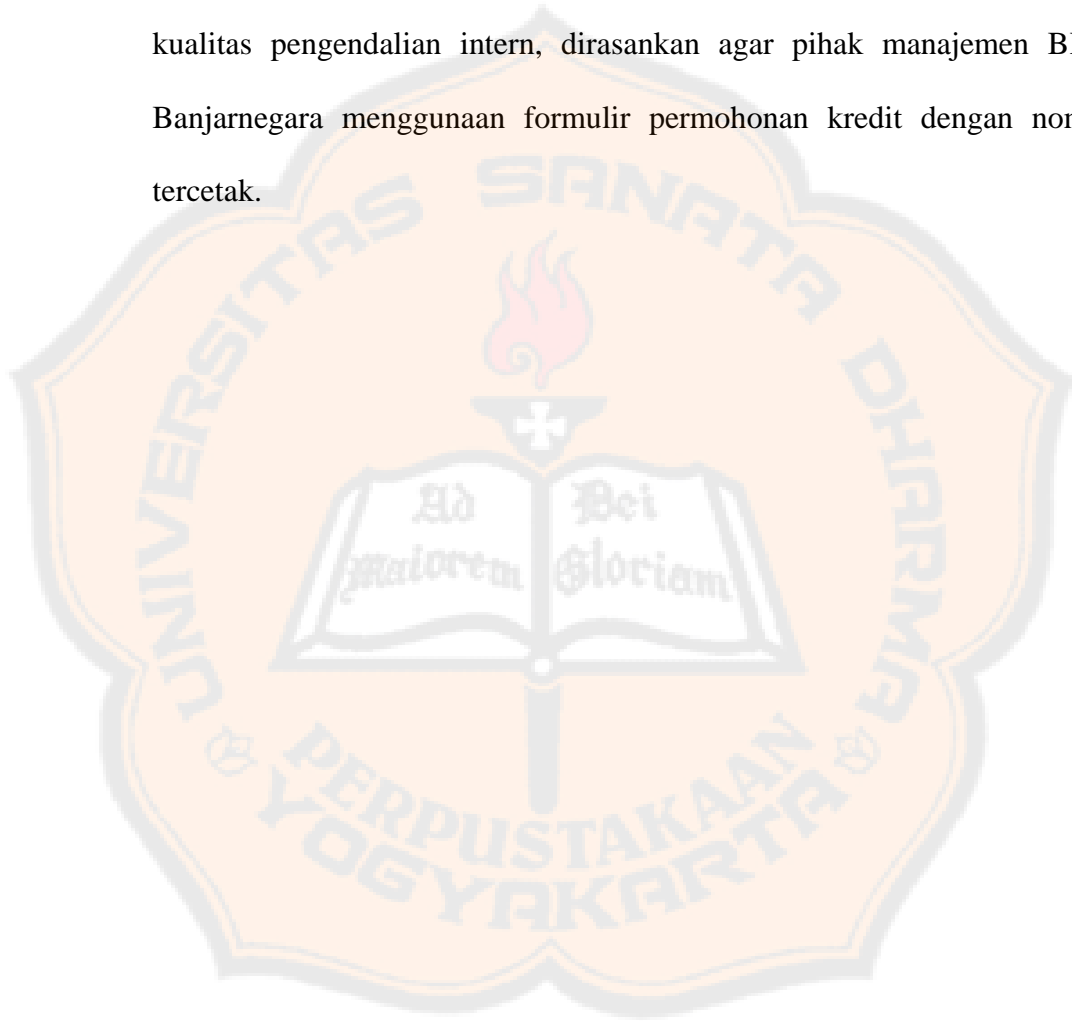 kualitas pengendalian intern, dirasankan agar pihak manajemen
Banjarnegara menggunaan formulir permohonan kredit dengan
tercetak.
UNIVERSITAS SANATA DHARMA
Ad Maiorem
Dei Gloriam
PERPUSTAKAAN
YOGYAKARTA